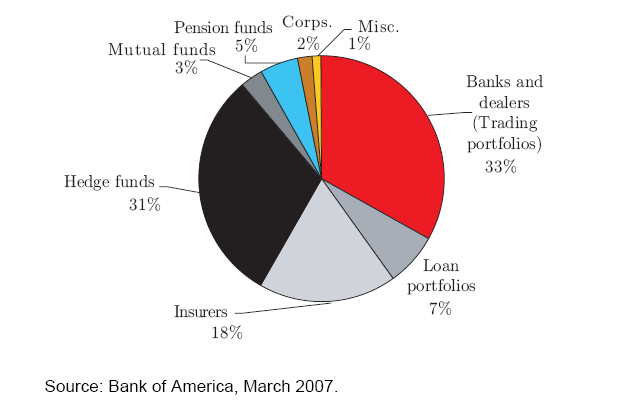 Pension funds
5%
Corps.
2%
Misc.
1%
Mutual funds
3%
Banks and
dealers
(Trading
portfolios)
33%
Hedge funds
31%
Loan
portfolios
7%
Insurers
18%
Source: Bank of America, March 2007.